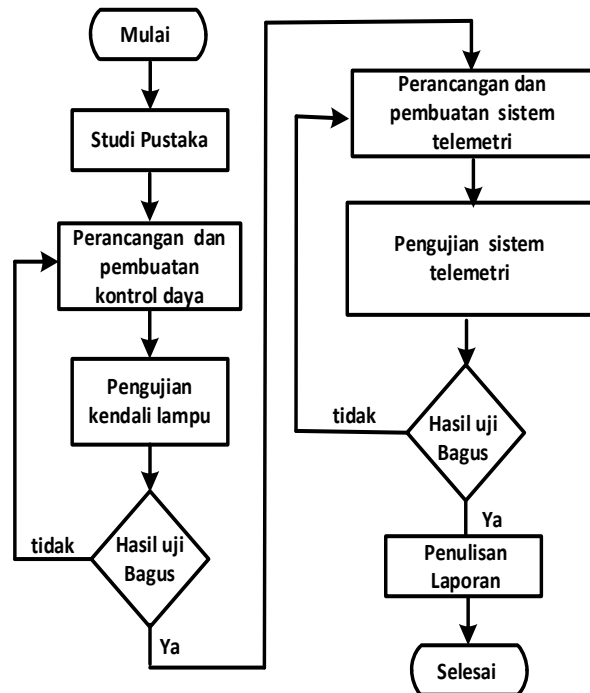 Mulai
Studi Pustaka
Perancangan dan
pembuatan
kontrol daya
Pengujian
kendali lampu
tidak
Hasil uji
Bagus
Ya
Perancangan dan
pembuatan sistem
telemetri
Pengujian sistem
telemetri
tidak
Hasil uji
Bagus
Ya
Penulisan
Laporan
Selesai